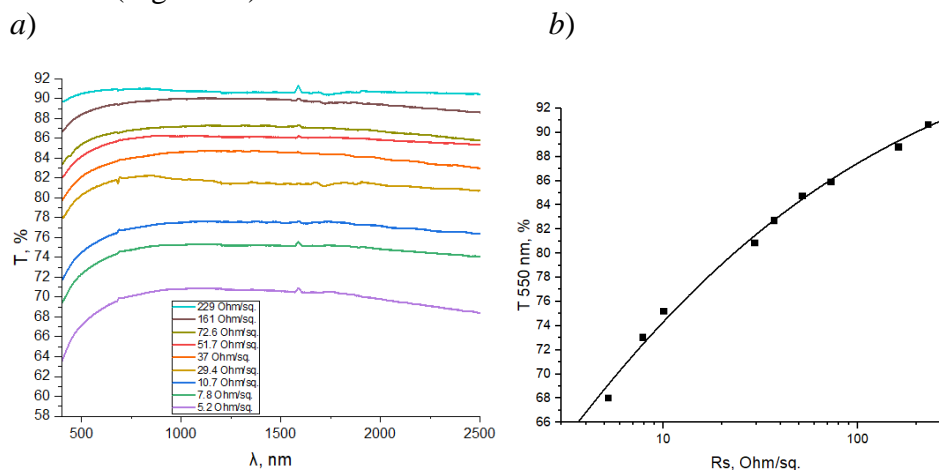 a)
b)
92
90
88
86
84
82
80
78
76
74
72
70
68
66
64
62
60
58
T, %
229 Ohm/sq.
161 Ohm/sq.
72.6 Ohm/sq.
51.7 Ohm/sq.
37 Ohm/sq.
29.4 Ohm/sq.
10.7 Ohm/sq.
7.8 Ohm/sq.
5.2 Ohm/sq.
500 1000 1500 2000 2500
λ, nm
92
90
88
86
84
82
80
78
76
74
72
70
68
66
T 550 nm, %
10 100
Rs, Ohm/sq.